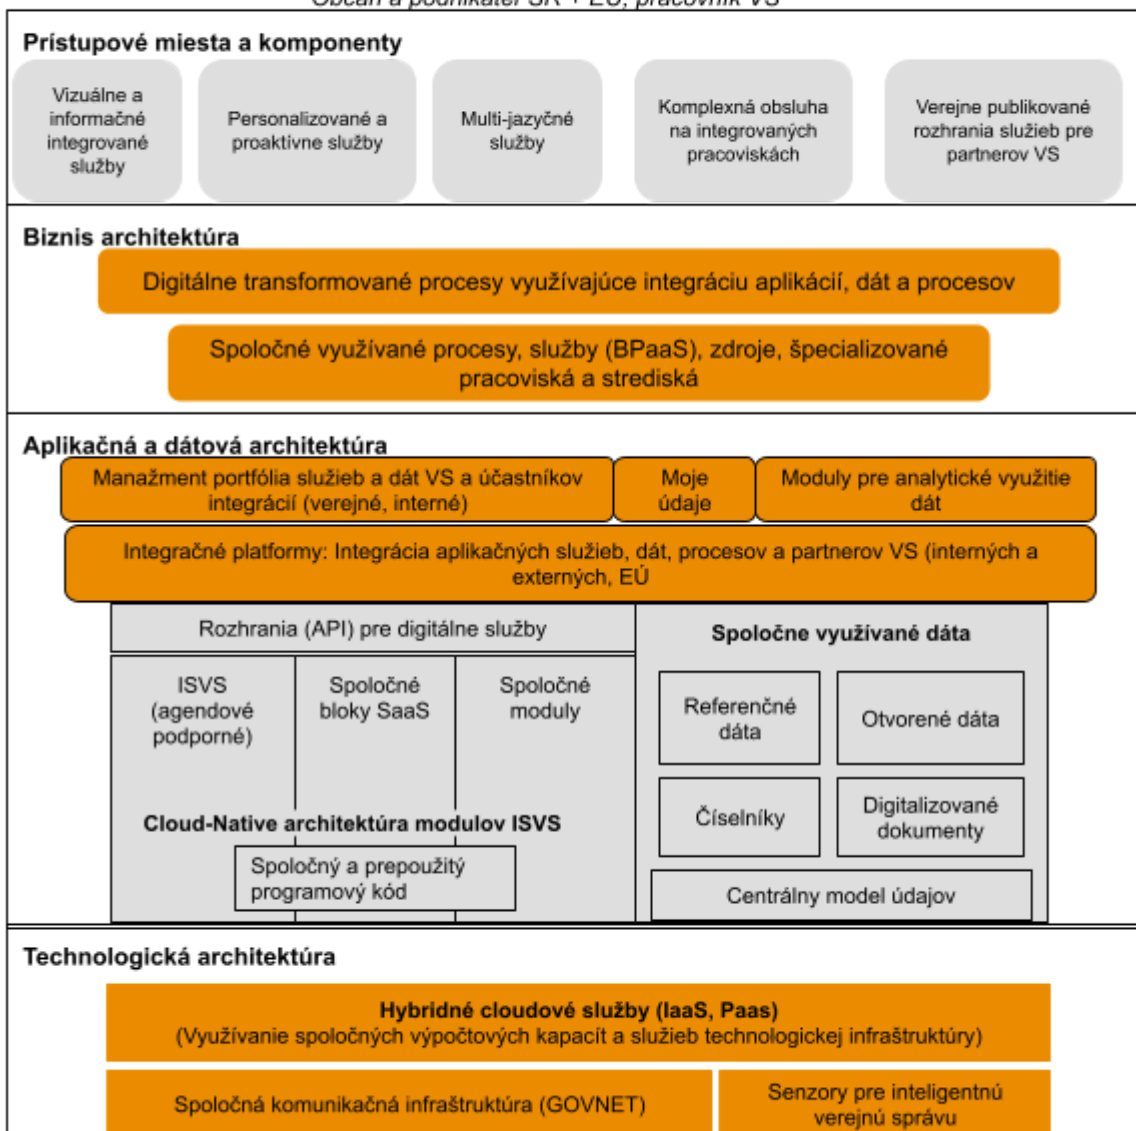 Občan a podnikateľ SR + EÚ, pracovník VS
Prístupové miesta a komponenty
Vizuálne a
informačné
integrované
služby
Personalizované a
proaktívne služby
Multi-jazyčné
služby
Komplexná obsluha
na integrovaných
pracoviskách
Verejne publikované
rozhrania služieb pre
partnerov VS
Biznis architektúra
Digitálne transformované procesy využívajúce integráciu aplikácií, dát a procesov
Spoločné využívané procesy, služby (BPaaS), zdroje, špecializované
pracoviská a strediská
Aplikačná a dátová architektúra
Manažment portfólia služieb a dát VS a účastníkov
integrácií (verejné, interné)
Moje
údaje
Moduly pre analytické využitie
dát
Integračné platformy: Integrácia aplikačných služieb, dát, procesov a partnerov VS (interných a
externých, EÚ
Rozhrania (API) pre digitálne služby
ISVS
(agendové
podporné)
Spoločné
bloky SaaS
Spoločné
moduly
Cloud-Native architektúra modulov ISVS
Spoločný a prepoužitý
programový kód
Spoločne využívané dáta
Referenčné
dáta
Otvorené dáta
Číselníky
Digitalizované
dokumenty
Centrálny model údajov
Technologická architektúra
Hybridné cloudové služby (IaaS, Paas)
(Využívanie spoločných výpočtových kapacít a služieb technologickej infraštruktúry)
Spoločná komunikačná infraštruktúra (GOVNET)
Senzory pre inteligentnú
verejnú správu